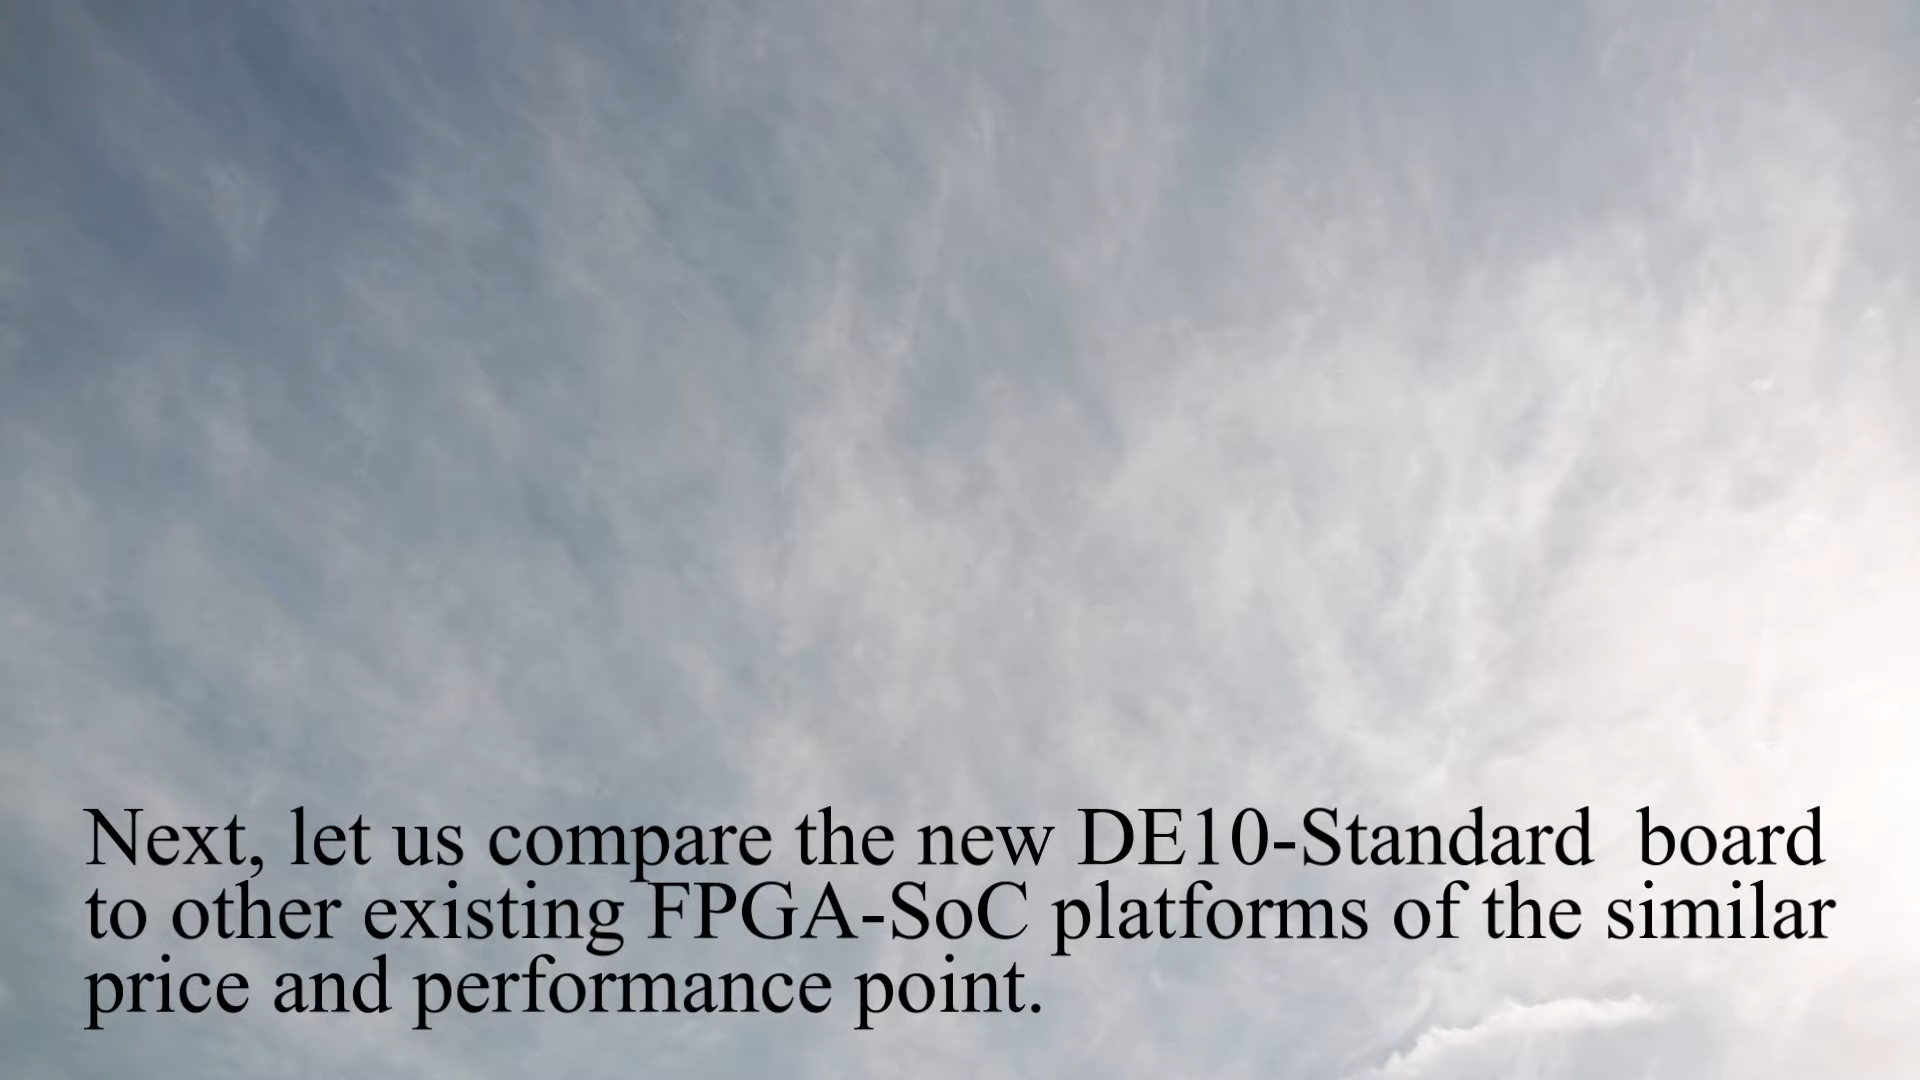 Next, let us compare the new DE10-Standard  board
to other existing FPGA-SoC platforms of the similar
price and performance point.